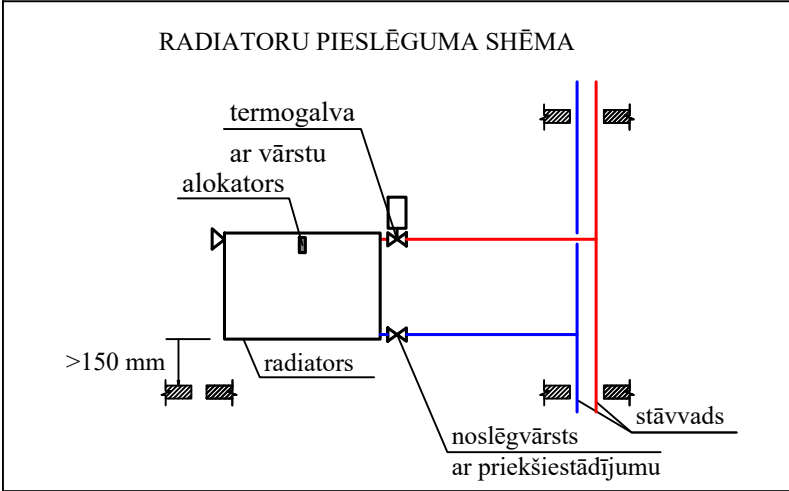 RADIATORU PIESLĒGUMA SHĒMA
termogalva
ar vārstu
alokators
>150 mm
radiators
stāvvads
noslēgvārsts
ar priekšiestādījumu